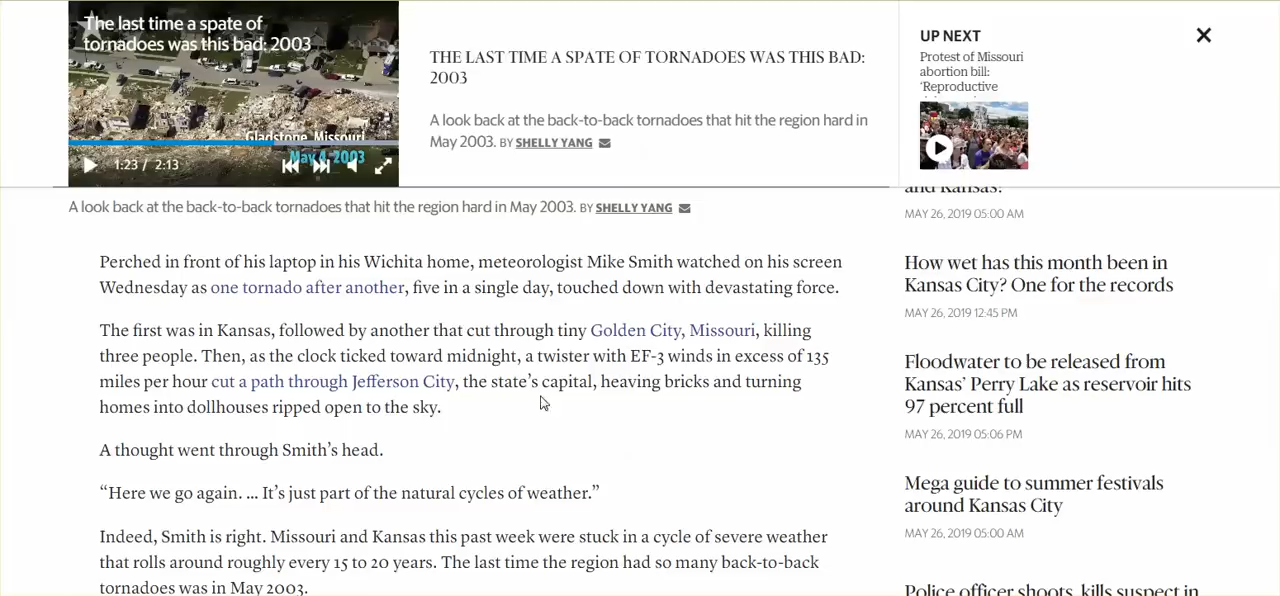 The last time a spate of
tornadoes was this bad: 2003
Gladstone, Missouri
May 4, 2003
1:23 / 2:13
THE LAST TIME A SPATE OF TORNADOES WAS THIS BAD:
2003
A look back at the back-to-back tornadoes that hit the region hard in
May 2003. BY SHELLY YANG
UP NEXT
Protest of Missouri
abortion bill:
‘Reproductive
A look back at the back-to-back tornadoes that hit the region hard in May 2003. BY SHELLY YANG
Perched in front of his laptop in his Wichita home, meteorologist Mike Smith watched on his screen
Wednesday as one tornado after another, five in a single day, touched down with devastating force.
The first was in Kansas, followed by another that cut through tiny Golden City, Missouri, killing
three people. Then, as the clock ticked toward midnight, a twister with EF-3 winds in excess of 135
miles per hour cut a path through Jefferson City, the state’s capital, heaving bricks and turning
homes into dollhouses ripped open to the sky.
A thought went through Smith’s head.
“Here we go again. ... It’s just part of the natural cycles of weather.”
Indeed, Smith is right. Missouri and Kansas this past week were stuck in a cycle of severe weather
that rolls around roughly every 15 to 20 years. The last time the region had so many back-to-back
tornadoes was in May 2003.
and Kansas?
MAY 26, 2019 05:00 AM
How wet has this month been in
Kansas City? One for the records
MAY 26, 2019 12:45 PM
Floodwater to be released from
Kansas’ Perry Lake as reservoir hits
97 percent full
MAY 26, 2019 05:06 PM
Mega guide to summer festivals
around Kansas City
MAY 26, 2019 05:00 AM
Police officer shoots, kills suspect in